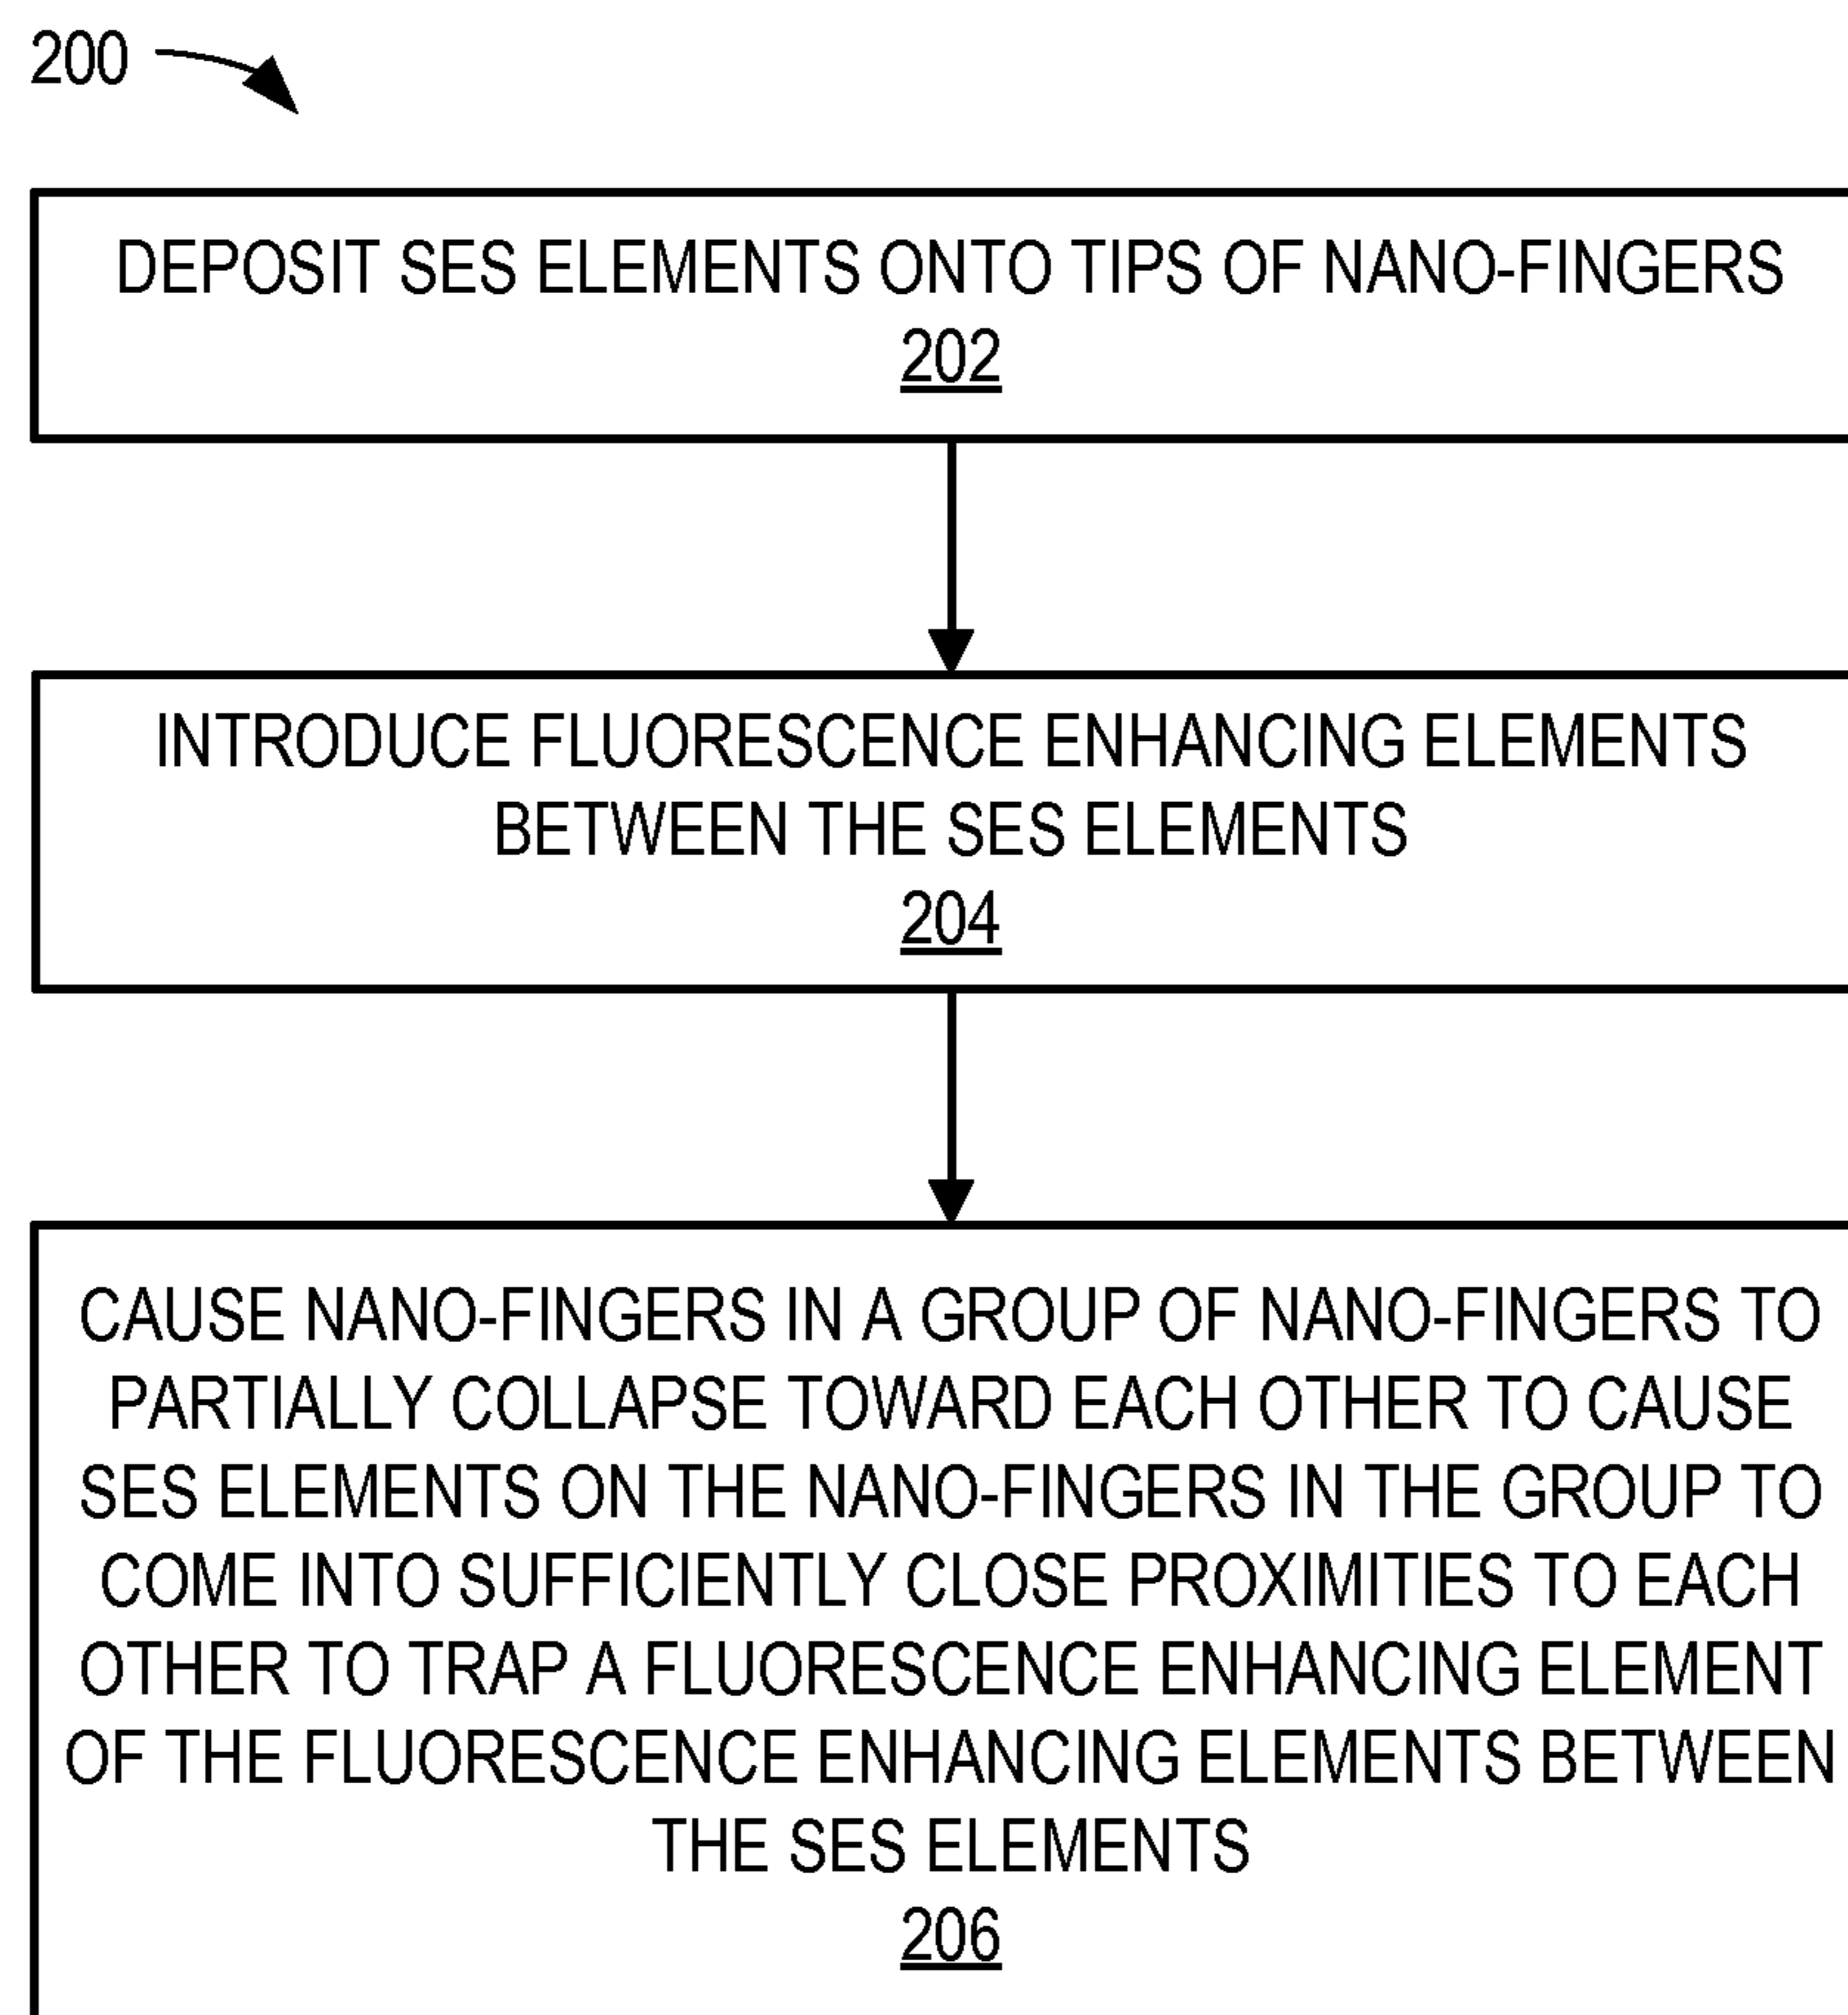 200
DEPOSIT SES ELEMENTS ONTO TIPS OF NANO-FINGERS
202
INTRODUCE FLUORESCENCE ENHANCING ELEMENTS
BETWEEN THE SES ELEMENTS
204
CAUSE NANO-FINGERS IN A GROUP OF NANO-FINGERS TO
PARTIALLY COLLAPSE TOWARD EACH OTHER TO CAUSE
SES ELEMENTS ON THE NANO-FINGERS IN THE GROUP TO
COME INTO SUFFICIENTLY CLOSE PROXIMITIES TO EACH
OTHER TO TRAP A FLUORESCENCE ENHANCING ELEMENT
OF THE FLUORESCENCE ENHANCING ELEMENTS BETWEEN
THE SES ELEMENTS
206